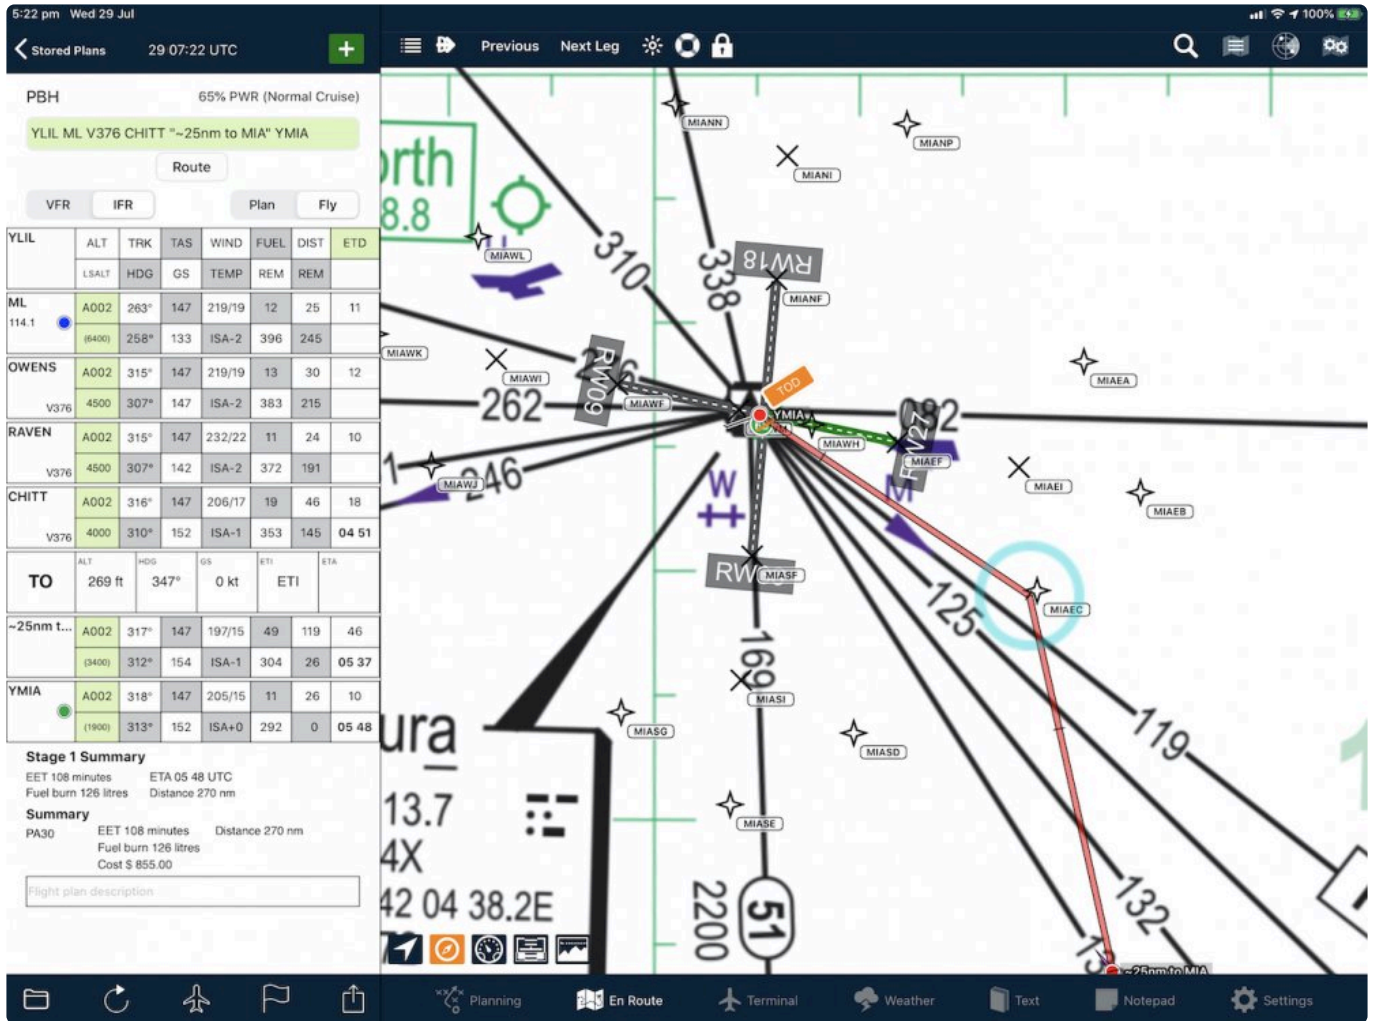 5:22 pm Wed 29 Jul
100%
Stored Plans
29 07:22 UTC
+
Previous
Next Leg
PBH
65% PWR (Normal Cruise)
YLIL ML V376 CHITT "~25nm to MIA" YMIA
Route
VFR IFR Plan Fly
YLIL ALT TRK TAS WIND FUEL DIST ETD
LSALT HDG GS TEMP REM REM
ML A002 263° 147 219/19 12 25 11
114.1 (6400) 258° 133 ISA-2 396 245
OWENS A002 315° 147 219/19 13 30 12
V376 4500 307° 147 ISA-2 383 215
RAVEN A002 315° 147 232/22 11 24 10
V376 4500 307° 142 ISA-2 372 191
CHITT A002 316° 147 206/17 19 46 18
V376 4000 310° 152 ISA-1 353 145 04 51
ALT HDG GS ETI ETA
TO 269 ft 347° 0 kt ETI
~25nm t... A002 317° 147 197/15 49 119 46
(3400) 312° 154 ISA-1 304 26 05 37
YMIA A002 318° 147 205/15 11 26 10
(1900) 313° 152 ISA+0 292 0 05 48
Stage 1 Summary
EET 108 minutes ETA 05 48 UTC
Fuel burn 126 litres Distance 270 nm
Summary
PA30 EET 108 minutes Distance 270 nm
Fuel burn 126 litres
Cost $ 855.00
Flight plan description
MIANN
MIANP
MIANI
orth
8.8
MIAWL
310
338
RW18
MIANF
MIAWK
MIAWI
RW09
MIAWF
262
TOD
YMIA
082
MIAEA
MIAWH
RW27
MIAEF
MIAEI
MIAEB
MIAWJ
246
W
M
RW
MIASF
125
MIAEC
169
MIASI
MIASG
MIASD
119
ura
13.7
4X
42 04 38.2E
MIASE
2200
51
132
~25nm to MIA
Planning
En Route
Terminal
Weather
Text
Notepad
Settings